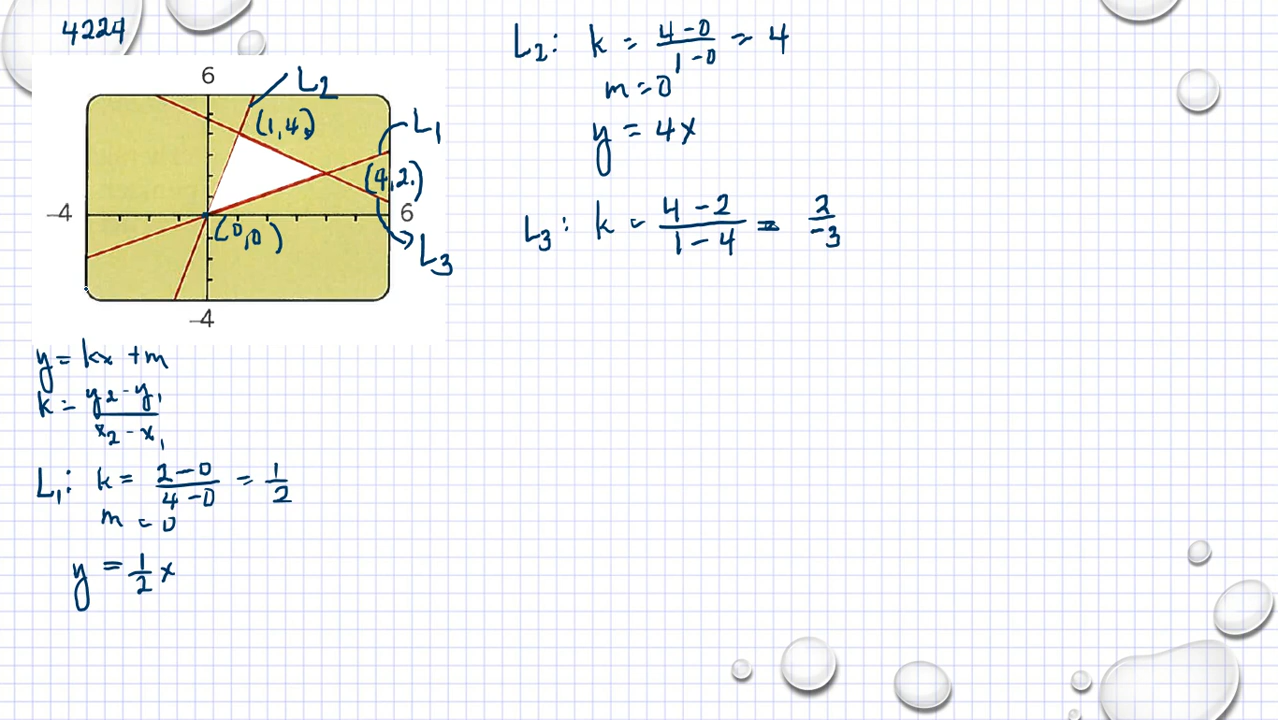 4224
6
L2
(1,4)
L1
(4,2)
-4
6
(0,0)
L3
-4
y = kx + m
k = y2 - y1 / x2 - x1
L1: k = 2-0 / 4-0 = 1/2
m = 0
y = 1/2 x
L2: k = 4-0 / 1-0 = 4
m = 0
y = 4x
L3: k = 4-2 / 1-4 = 2/-3